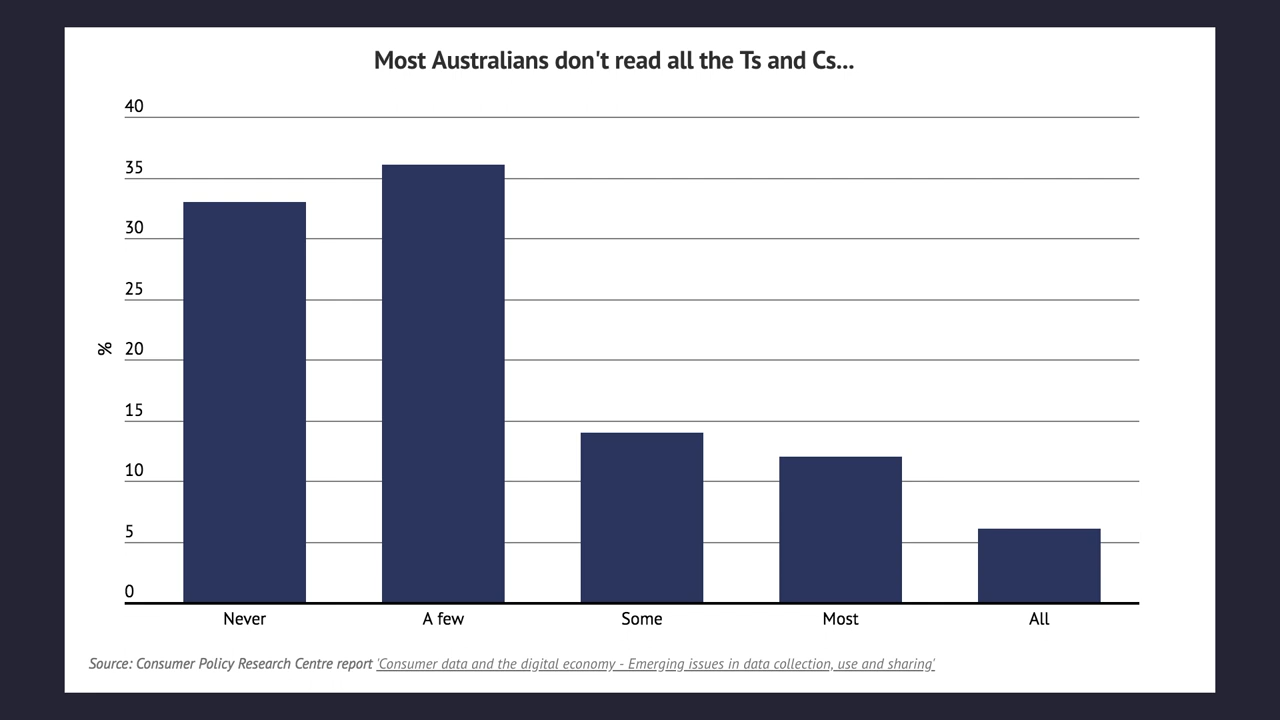 Most Australians don't read all the Ts and Cs...
40
35
30
25
20
15
10
5
0
%
Never
A few
Some
Most
All
Source: Consumer Policy Research Centre report 'Consumer data and the digital economy - Emerging issues in data collection, use and sharing'